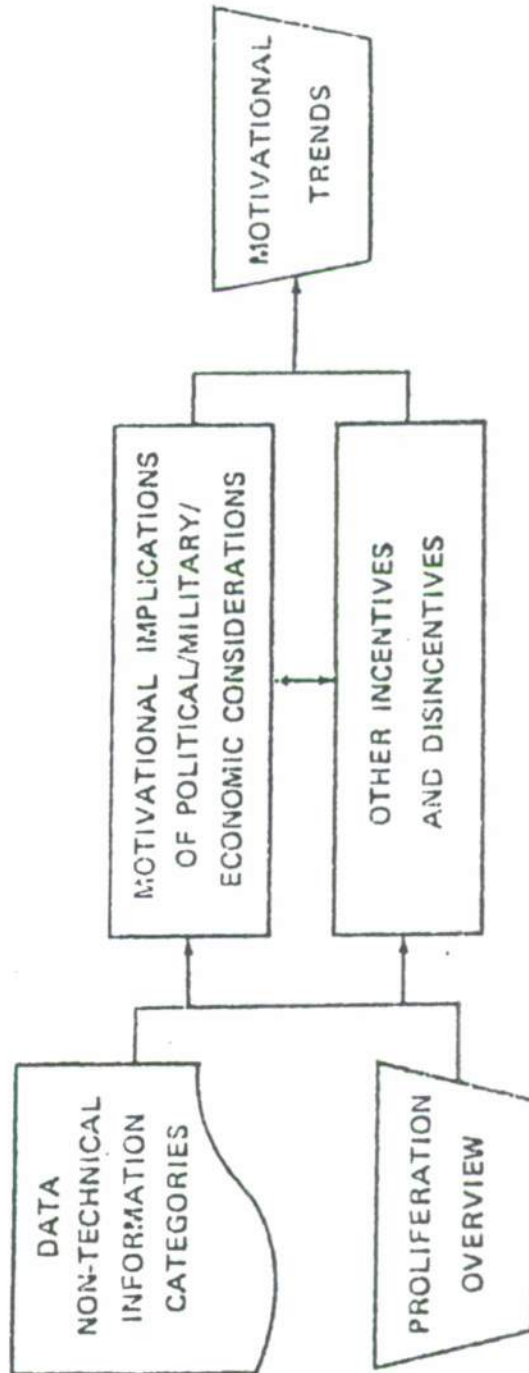 DATA
NON-TECHNICAL
INFORMATION
CATEGORIES
PROLIFERATION
OVERVIEW
MOTIVATIONAL IMPLICATIONS
OF POLITICAL/MILITARY/
ECONOMIC CONSIDERATIONS
OTHER INCENTIVES
AND DISINCENTIVES
MOTIVATIONAL
TRENDS